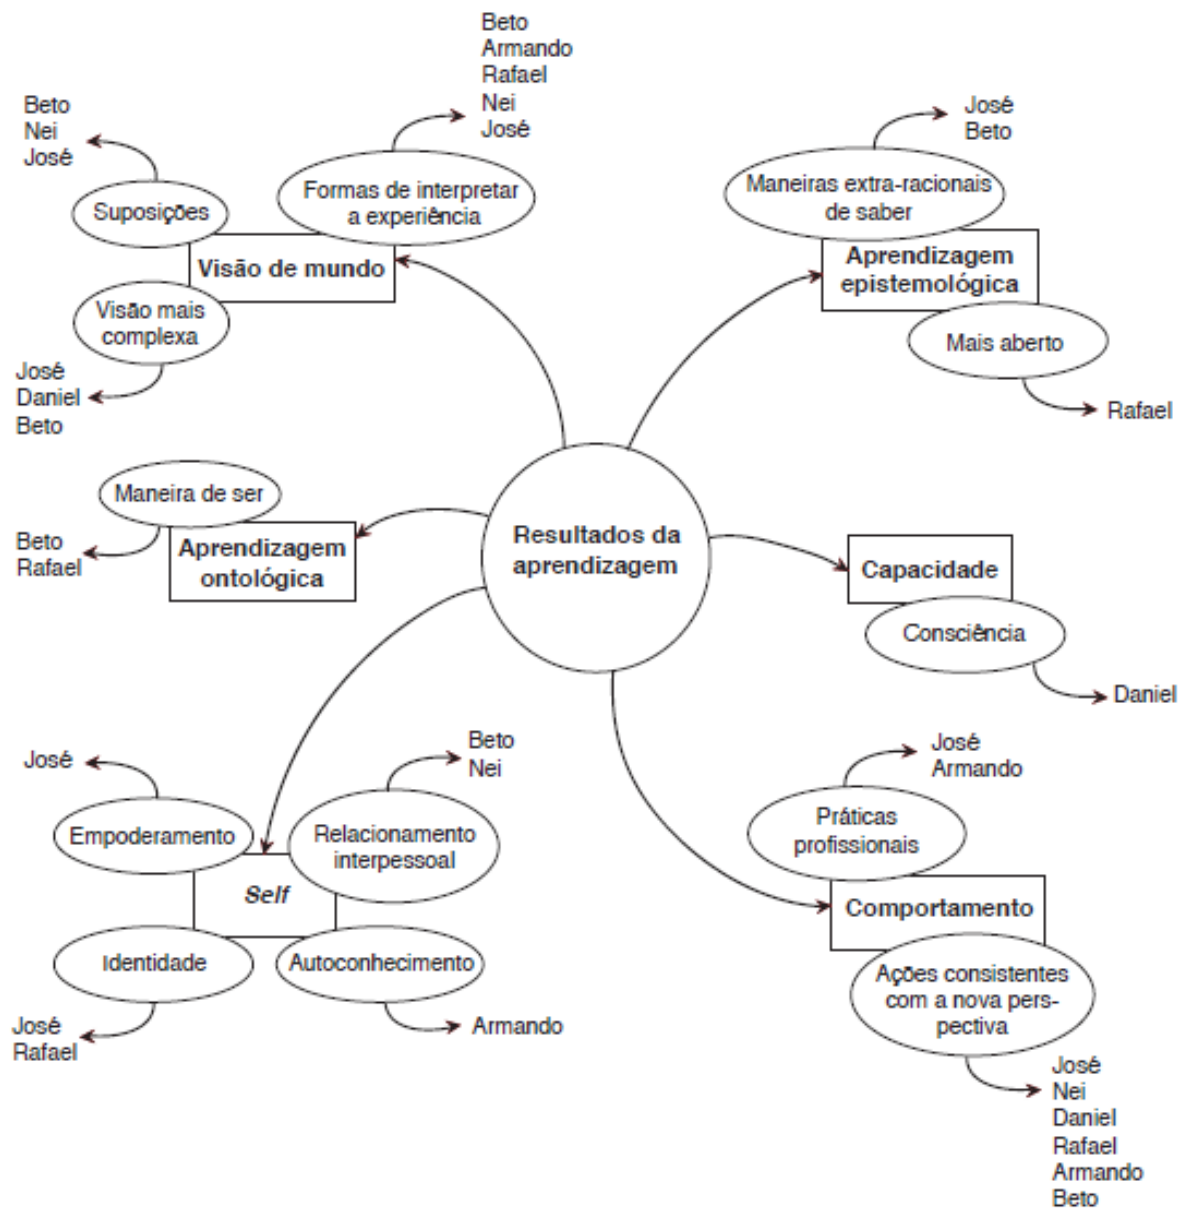 Beto
Armando
Rafael
Nei
José
Beto
Nei
José
Formas de interpretar
a experiência
Suposições
Visão de mundo
Visão mais
complexa
José
Daniel
Beto
José
Beto
Maneiras extra-racionais
de saber
Aprendizagem
epistemológica
Mais aberto
Rafael
Maneira de ser
Beto
Rafael
Aprendizagem
ontológica
Resultados da
aprendizagem
Capacidade
Consciência
Daniel
José
Beto
Nei
Empoderamento
Relacionamento
interpessoal
Self
Identidade
Autoconhecimento
José
Rafael
Armando
José
Armando
Práticas
profissionais
Comportamento
Ações consistentes
com a nova pers-
pectiva
José
Nei
Daniel
Rafael
Armando
Beto